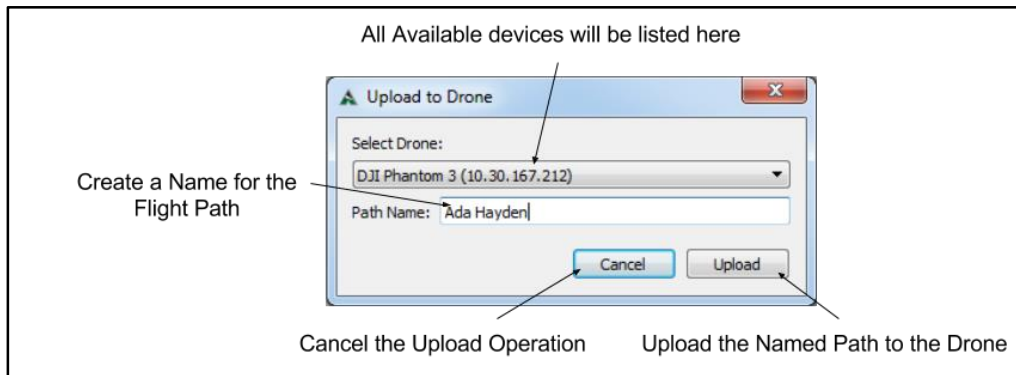 All Available devices will be listed here
Upload to Drone
Select Drone:
DJI Phantom 3 (10.30.167.212)
Create a Name for the
Flight Path
Path Name: Ada Hayden
Cancel Upload
Cancel the Upload Operation Upload the Named Path to the Drone